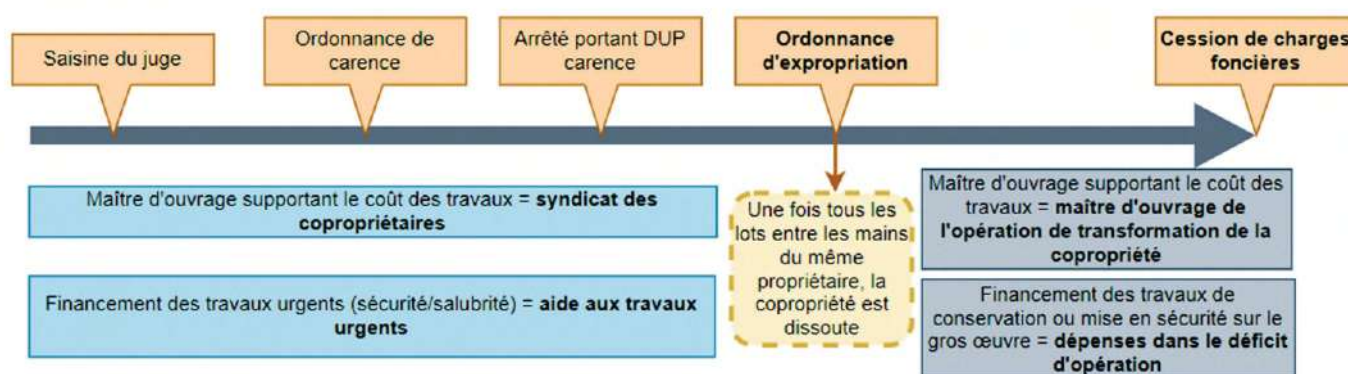 Saisine du juge
Ordonnance de
carence
Arrêté portant DUP
carence
Ordonnance
d'expropriation
Cession de charges
foncières
Maître d'ouvrage supportant le coût des travaux = syndicat des
copropriétaires
Financement des travaux urgents (sécurité/salubrité) = aide aux travaux
urgents
Une fois tous les
lots entre les mains
du même
propriétaire, la
copropriété est
dissoute
Maître d'ouvrage supportant le coût des
travaux = maître d'ouvrage de
l'opération de transformation de la
copropriété
Financement des travaux de
conservation ou mise en sécurité sur le
gros œuvre = dépenses dans le déficit
d'opération